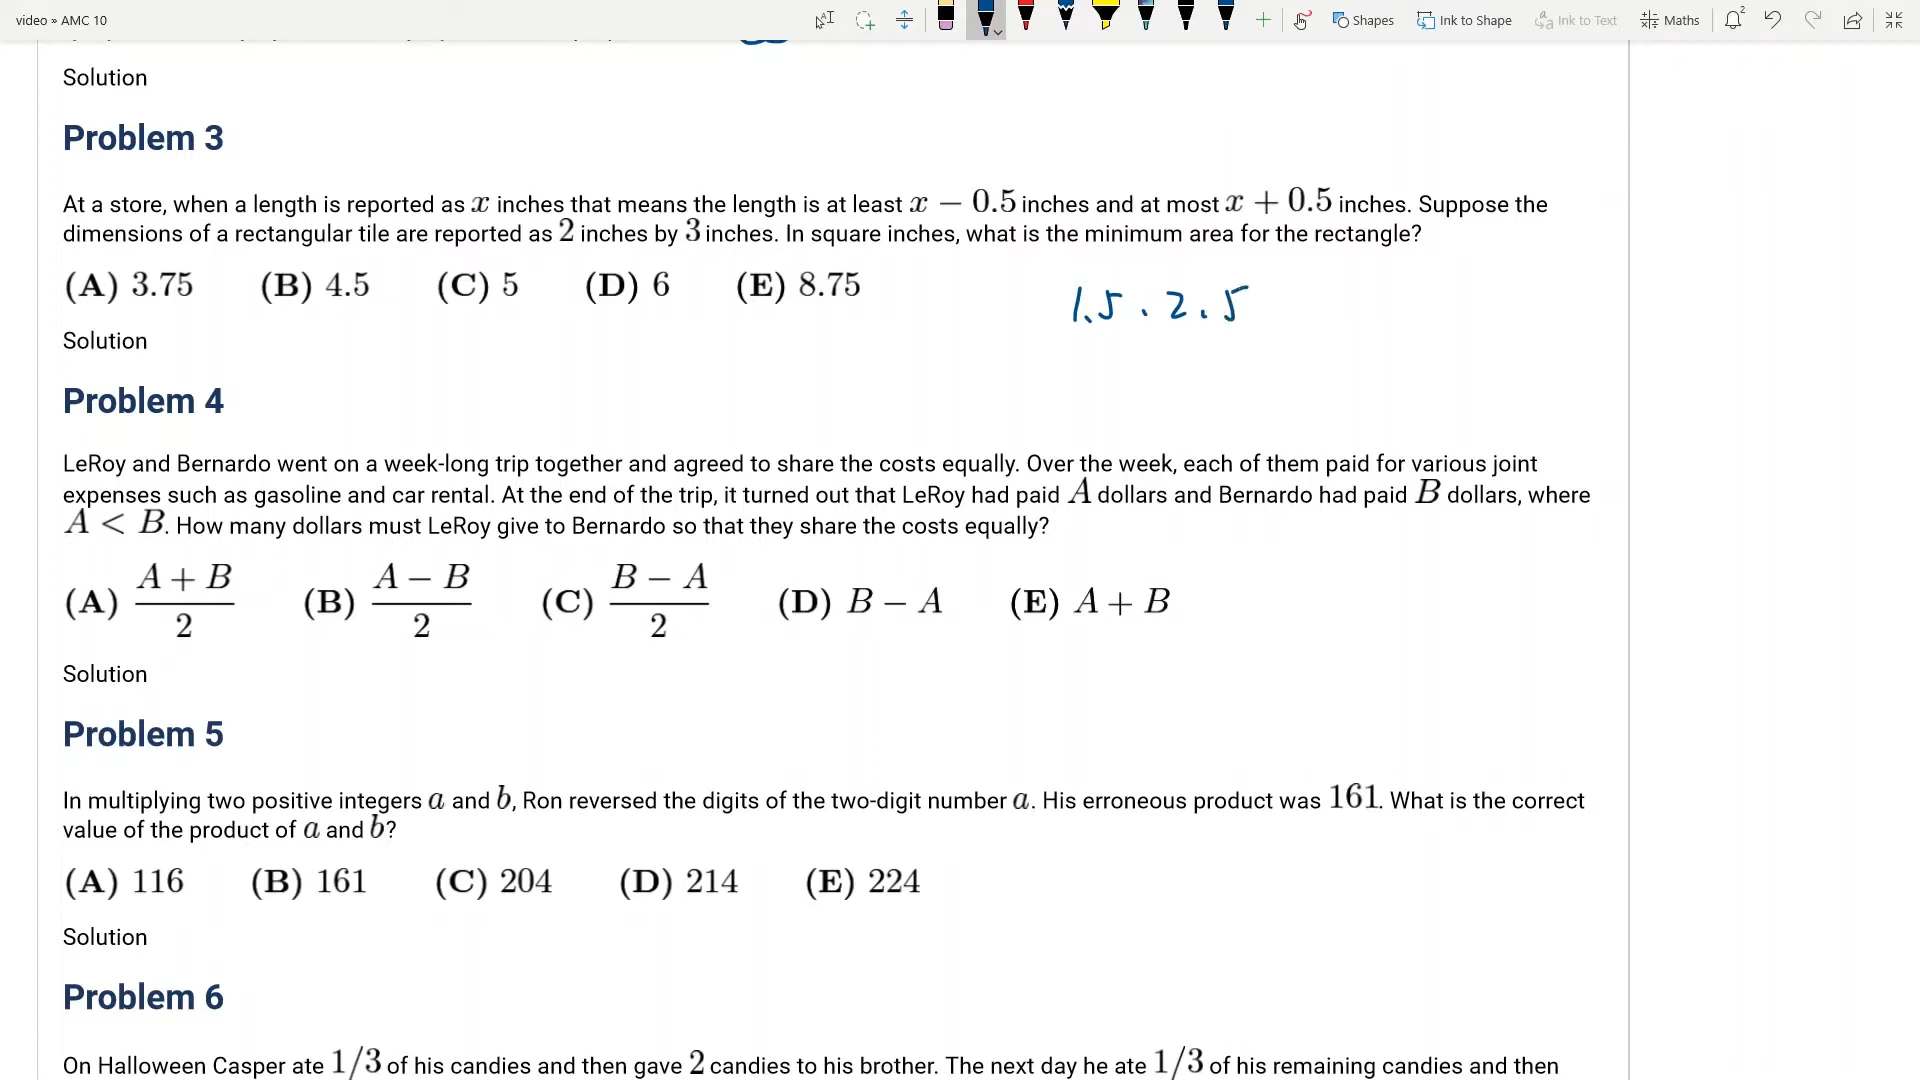 video » AMC 10
Shapes Ink to Shape Ink to Text Maths 2
Solution
Problem 3
At a store, when a length is reported as x inches that means the length is at least x − 0.5 inches and at most x + 0.5 inches. Suppose the
dimensions of a rectangular tile are reported as 2 inches by 3 inches. In square inches, what is the minimum area for the rectangle?
(A) 3.75 (B) 4.5 (C) 5 (D) 6 (E) 8.75
1.5 . 2.5
Solution
Problem 4
LeRoy and Bernardo went on a week-long trip together and agreed to share the costs equally. Over the week, each of them paid for various joint
expenses such as gasoline and car rental. At the end of the trip, it turned out that LeRoy had paid A dollars and Bernardo had paid B dollars, where
A < B. How many dollars must LeRoy give to Bernardo so that they share the costs equally?
(A) (A + B)/2 (B) (A − B)/2 (C) (B − A)/2 (D) B − A (E) A + B
Solution
Problem 5
In multiplying two positive integers a and b, Ron reversed the digits of the two-digit number a. His erroneous product was 161. What is the correct
value of the product of a and b?
(A) 116 (B) 161 (C) 204 (D) 214 (E) 224
Solution
Problem 6
On Halloween Casper ate 1/3 of his candies and then gave 2 candies to his brother. The next day he ate 1/3 of his remaining candies and then